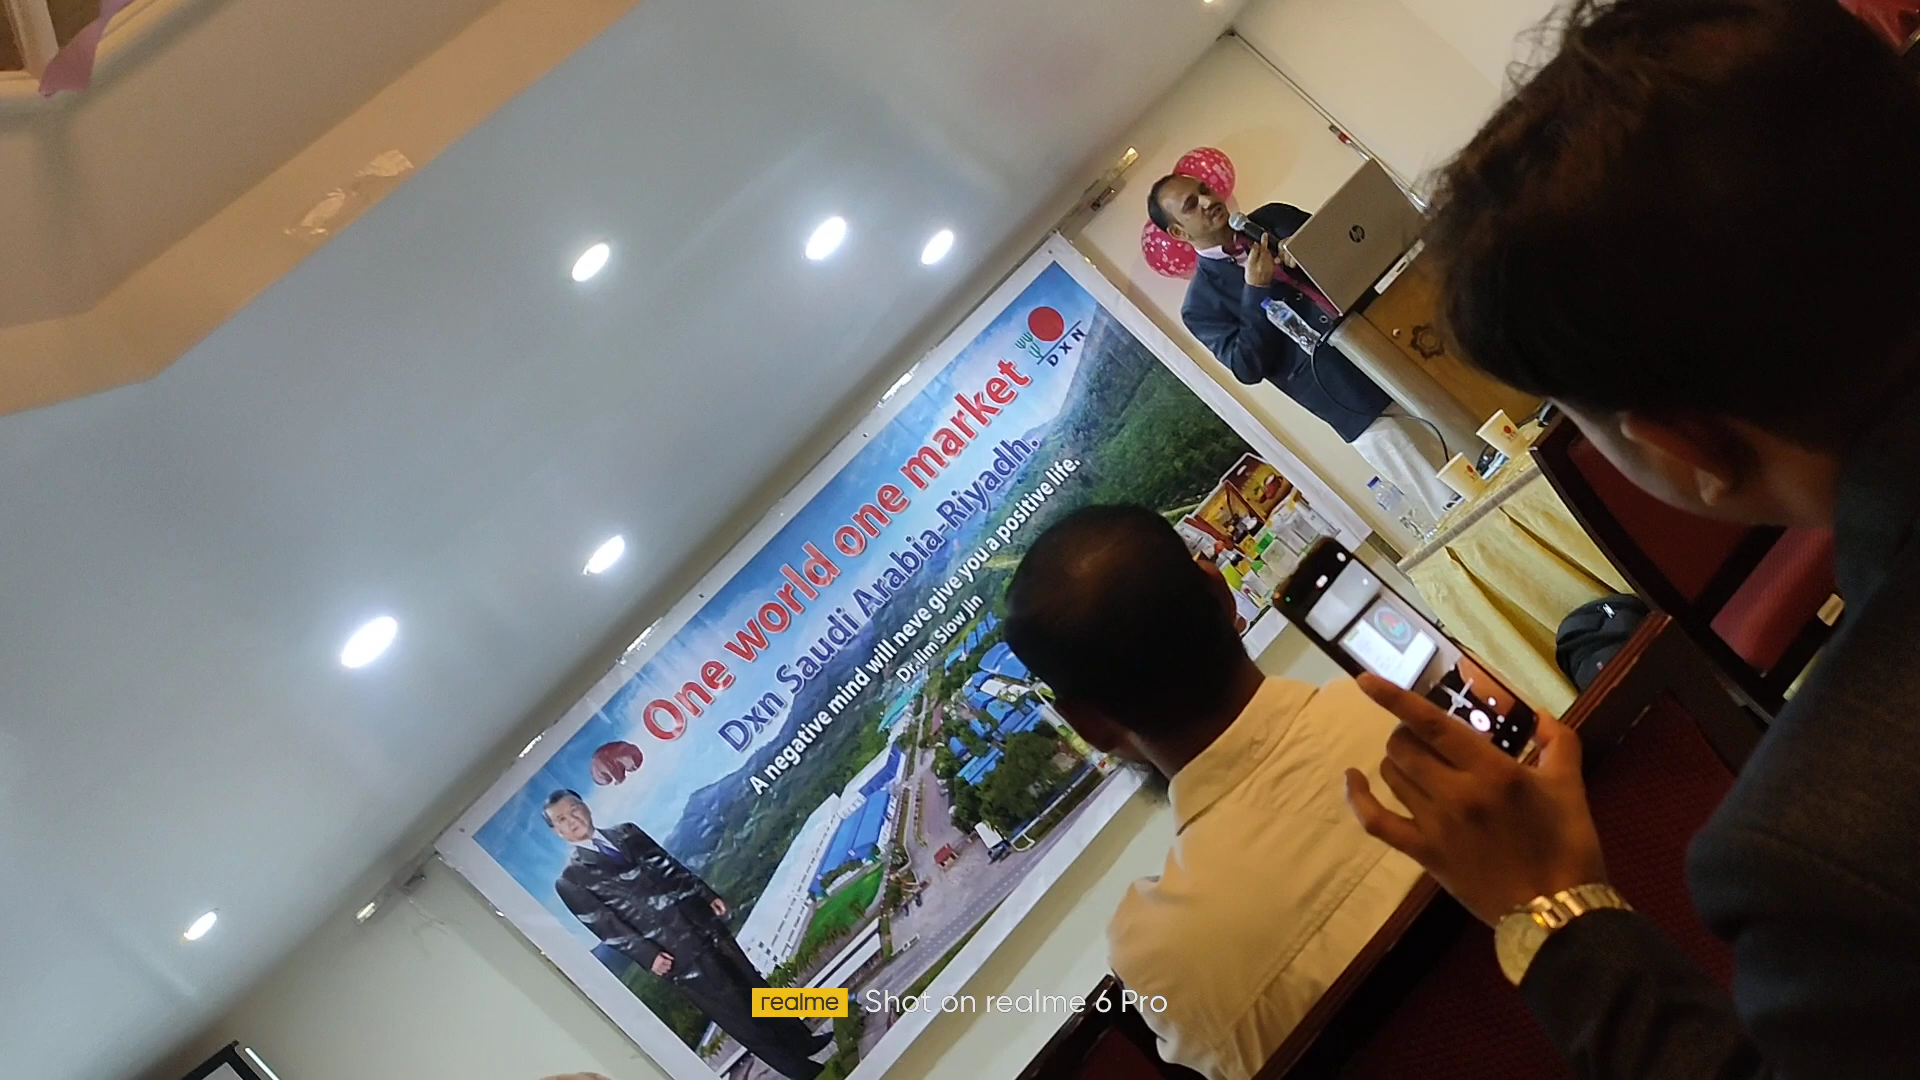 DXN
One world one market
Dxn Saudi Arabia-Riyadh.
A negative mind will neve give you a positive life.
Dr.lim Slow Jin
hp
realme Shot on realme 6 Pro